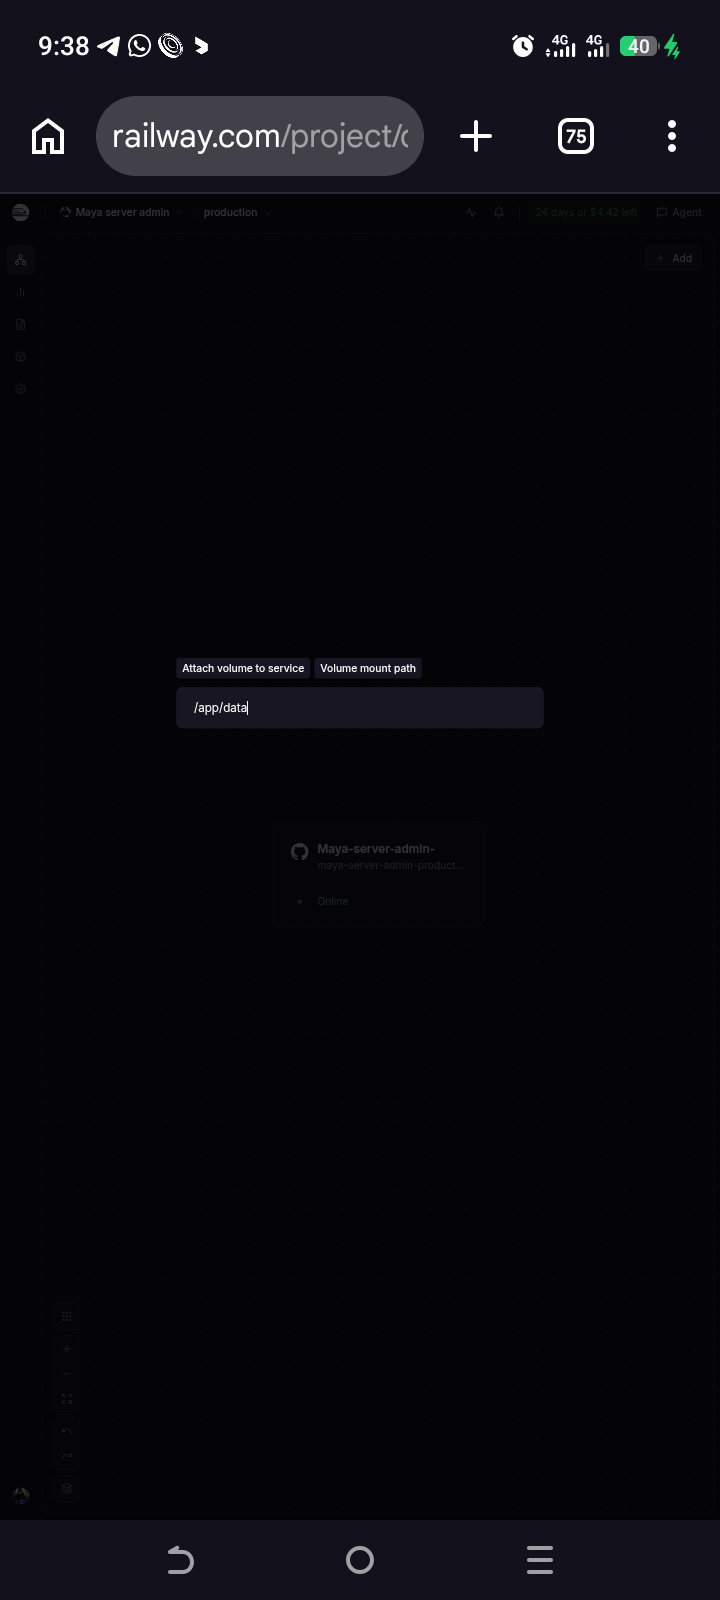 9:38
4G 4G 40
railway.com/project/
75
Maya server admin production 24 days or $4.42 left Agent
+ Add
Attach volume to service Volume mount path
/app/data
Maya-server-admin-
maya-server-admin-product...
Online